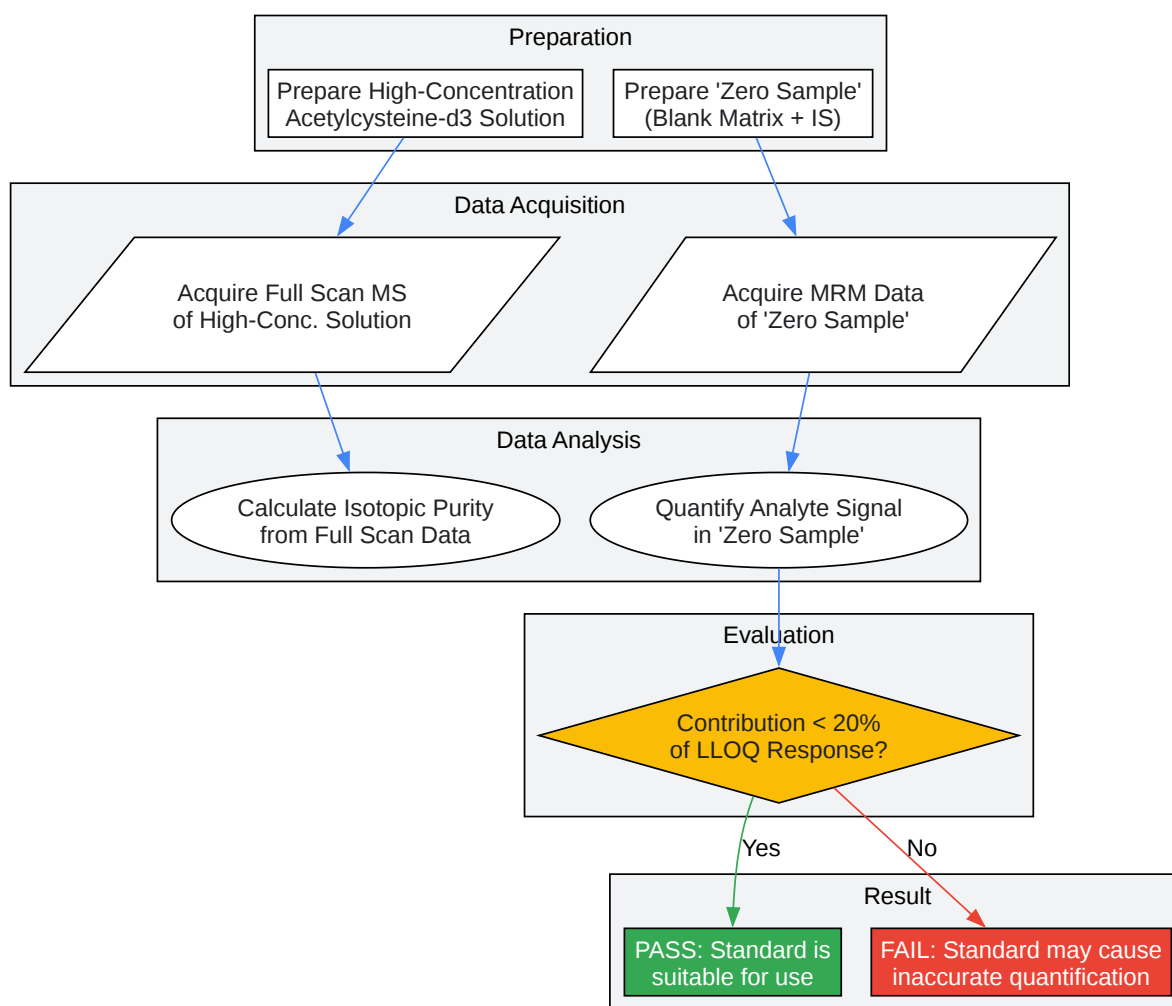 Preparation
Prepare High-Concentration
Acetylcysteine-d3 Solution
Prepare 'Zero Sample'
(Blank Matrix + IS)
Data Acquisition
Acquire Full Scan MS
of High-Conc. Solution
Acquire MRM Data
of 'Zero Sample'
Data Analysis
Calculate Isotopic Purity
from Full Scan Data
Quantify Analyte Signal
in 'Zero Sample'
Evaluation
Contribution < 20%
of LLOQ Response?
Yes
No
Result
PASS: Standard is
suitable for use
FAIL: Standard may cause
inaccurate quantification